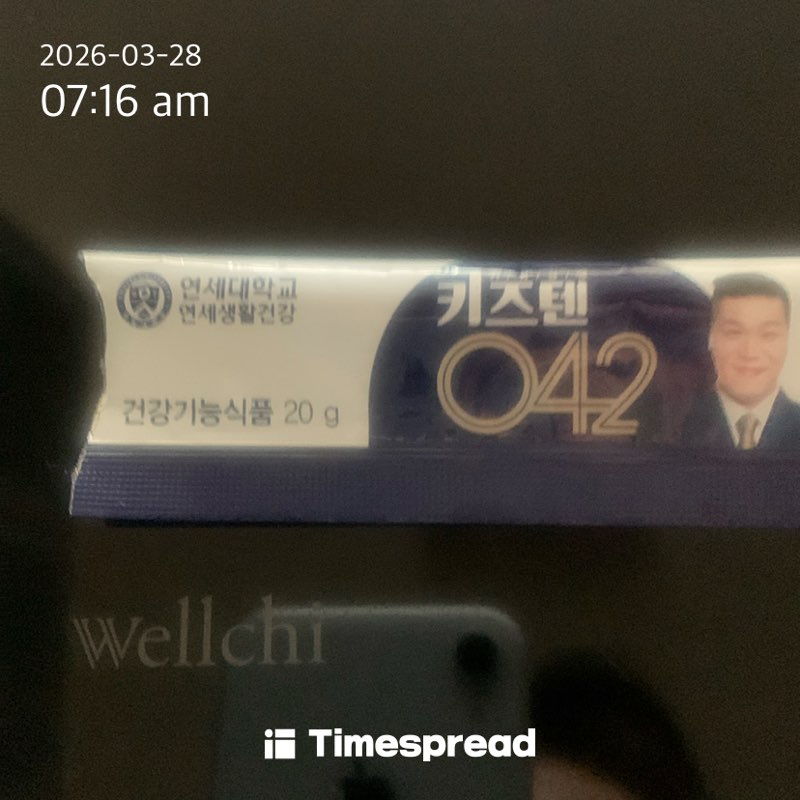 2026-03-28
07:16 am
연세대학교
연세생활건강
키즈텐
042
건강기능식품 20 g
wellchi
Timespread